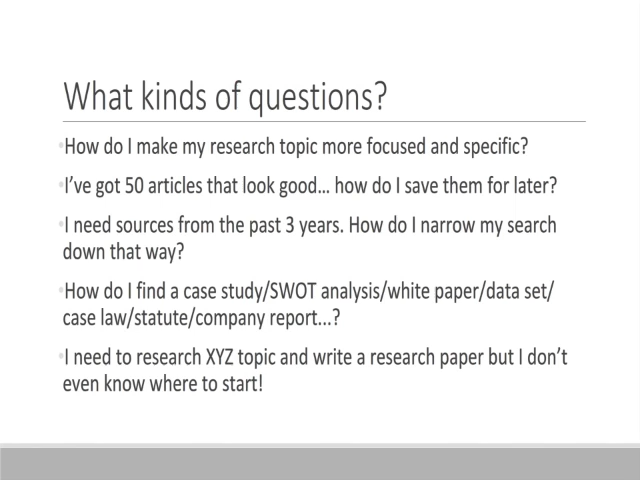 What kinds of questions?
•How do I make my research topic more focused and specific?
•I've got 50 articles that look good... how do I save them for later?
•I need sources from the past 3 years. How do I narrow my search
down that way?
•How do I find a case study/SWOT analysis/white paper/data set/
case law/statute/company report...?
•I need to research XYZ topic and write a research paper but I don't
even know where to start!